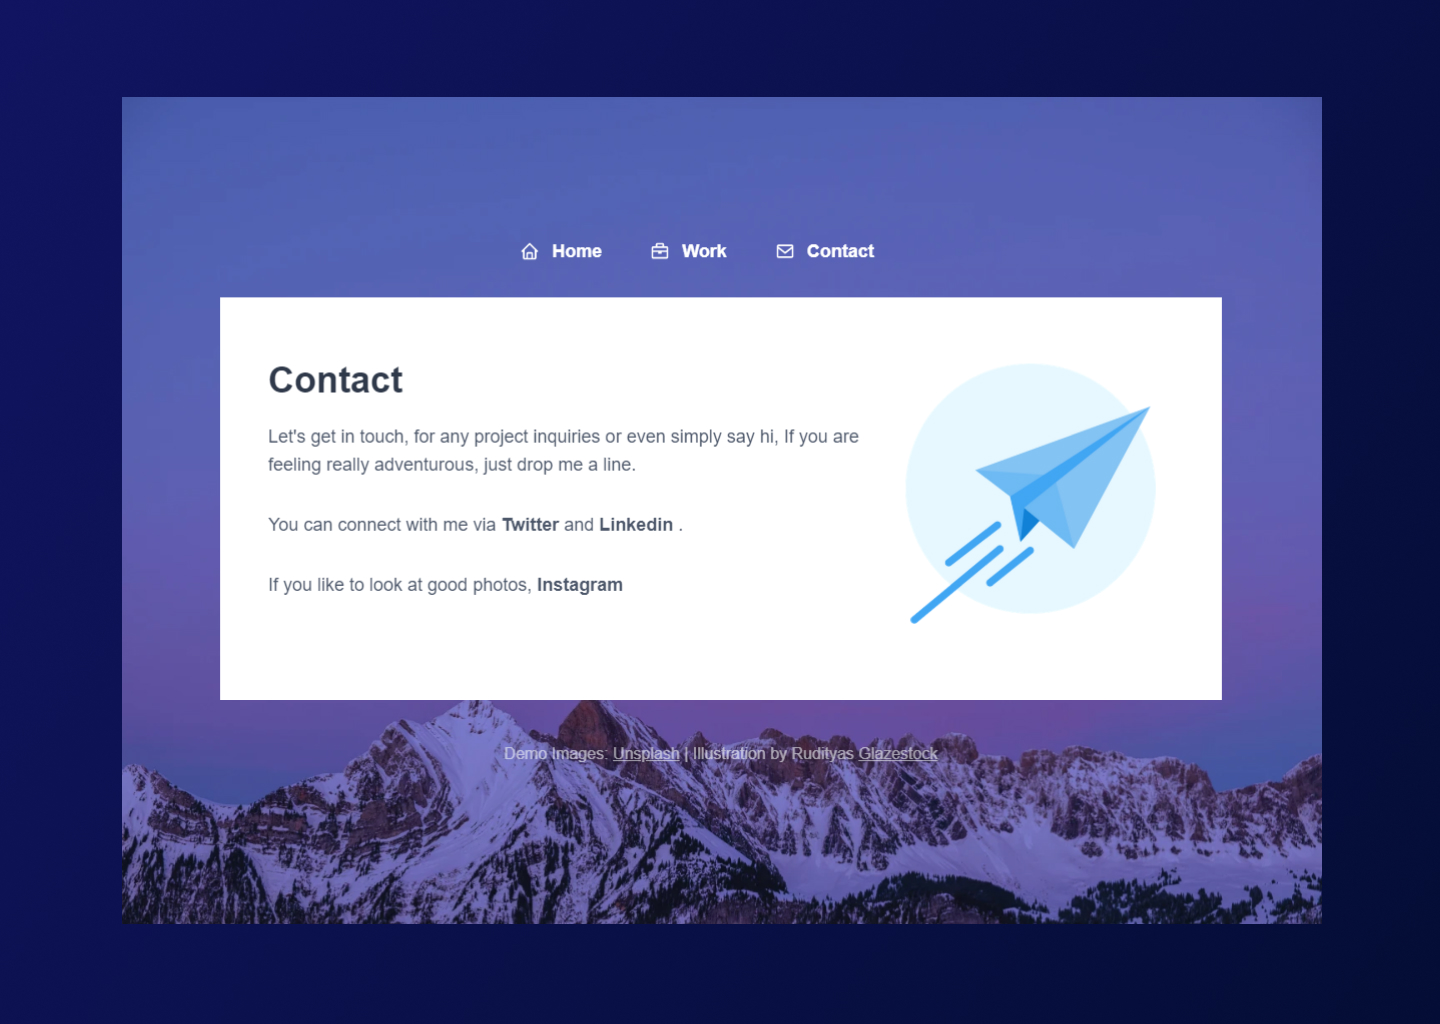 Home Work Contact
Contact
Let's get in touch, for any project inquiries or even simply say hi, If you are
feeling really adventurous, just drop me a line.
You can connect with me via Twitter and Linkedin .
If you like to look at good photos, Instagram
Demo Images: Unsplash | Illustration by Rudityas Glazestock